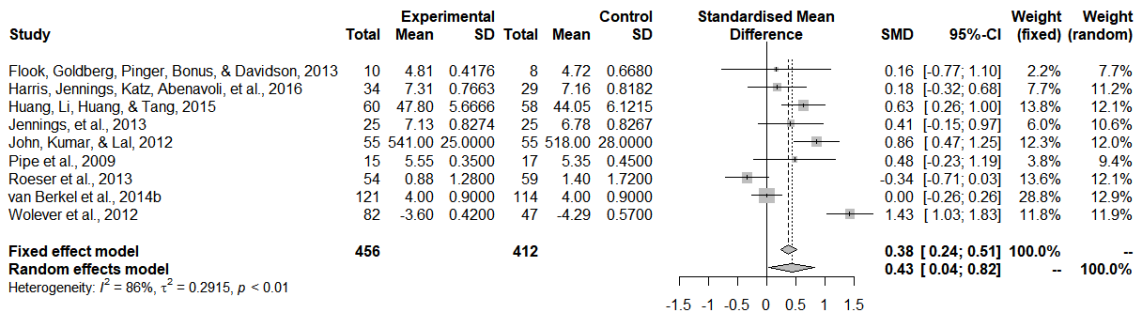 Experimental Control Standardised Mean Weight Weight
Study Total Mean SD Total Mean SD Difference SMD 95%-CI (fixed) (random)
Flook, Goldberg, Pinger, Bonus, & Davidson, 2013 10 4.81 0.4176 8 4.72 0.6680 0.16 [-0.77; 1.10] 2.2% 7.7%
Harris, Jennings, Katz, Abenavoli, et al., 2016 34 7.31 0.7663 29 7.16 0.8182 0.18 [-0.32; 0.68] 7.7% 11.2%
Huang, Li, Huang, & Tang, 2015 60 47.80 5.6666 58 44.05 6.1215 0.63 [ 0.26; 1.00] 13.8% 12.1%
Jennings, et al., 2013 25 7.13 0.8274 25 6.78 0.8267 0.41 [-0.15; 0.97] 6.0% 10.6%
John, Kumar, & Lal, 2012 55 541.00 25.0000 55 518.00 28.0000 0.86 [ 0.47; 1.25] 12.3% 12.0%
Pipe et al., 2009 15 5.55 0.3500 17 5.35 0.4500 0.48 [-0.23; 1.19] 3.8% 9.4%
Roeser et al., 2013 54 0.88 1.2800 59 1.40 1.7200 -0.34 [-0.71; 0.03] 13.6% 12.1%
van Berkel et al., 2014b 121 4.00 0.9000 114 4.00 0.9000 0.00 [-0.26; 0.26] 28.8% 12.9%
Wolever et al., 2012 82 -3.60 0.4200 47 -4.29 0.5700 1.43 [ 1.03; 1.83] 11.8% 11.9%
Fixed effect model 456 412 0.38 [ 0.24; 0.51] 100.0% --
Random effects model 0.43 [ 0.04; 0.82] -- 100.0%
Heterogeneity: I² = 86%, τ² = 0.2915, p < 0.01
-1.5 -1 -0.5 0 0.5 1 1.5